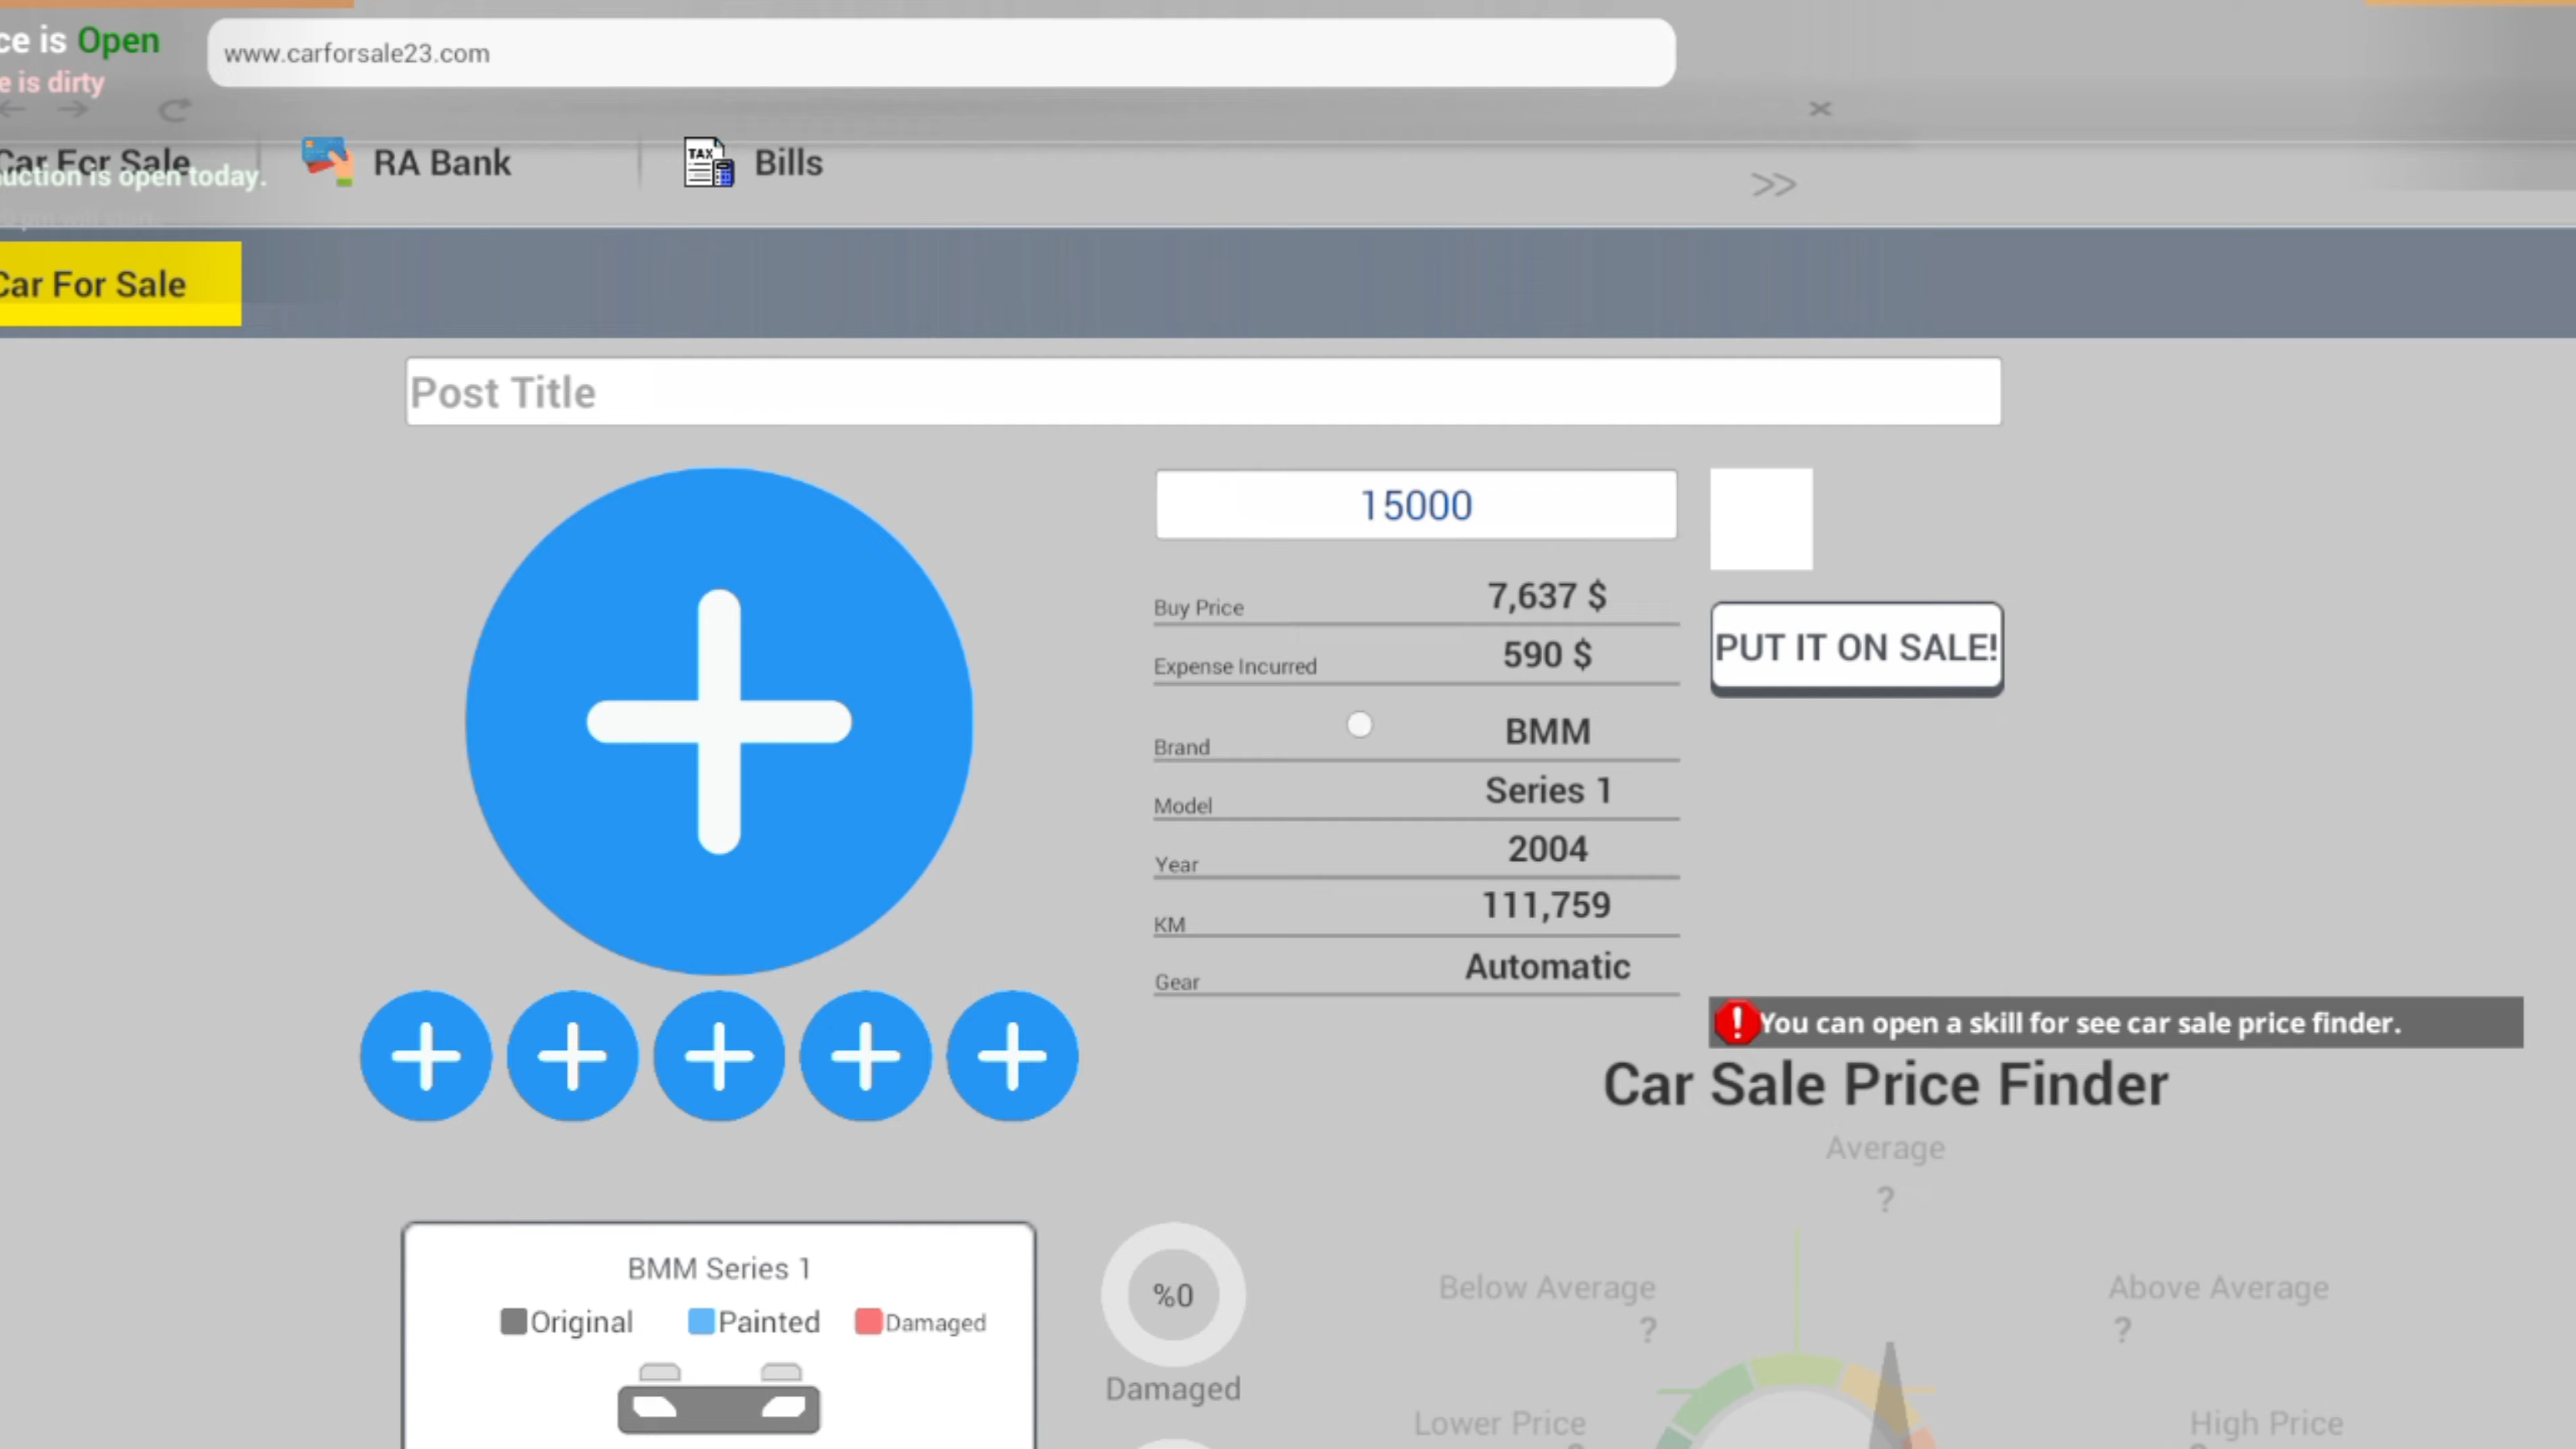 ce is Open
www.carforsale23.com
e is dirty
Car For Sale
RA Bank
TAX
Bills
uction is open today.
>>
Car For Sale
Post Title
15000
Buy Price 7,637 $
Expense Incurred 590 $
PUT IT ON SALE!
Brand BMM
Model Series 1
Year 2004
KM 111,759
Gear Automatic
You can open a skill for see car sale price finder.
Car Sale Price Finder
Average
?
BMM Series 1
Original Painted Damaged
%0
Damaged
Below Average
?
Above Average
?
Lower Price
High Price